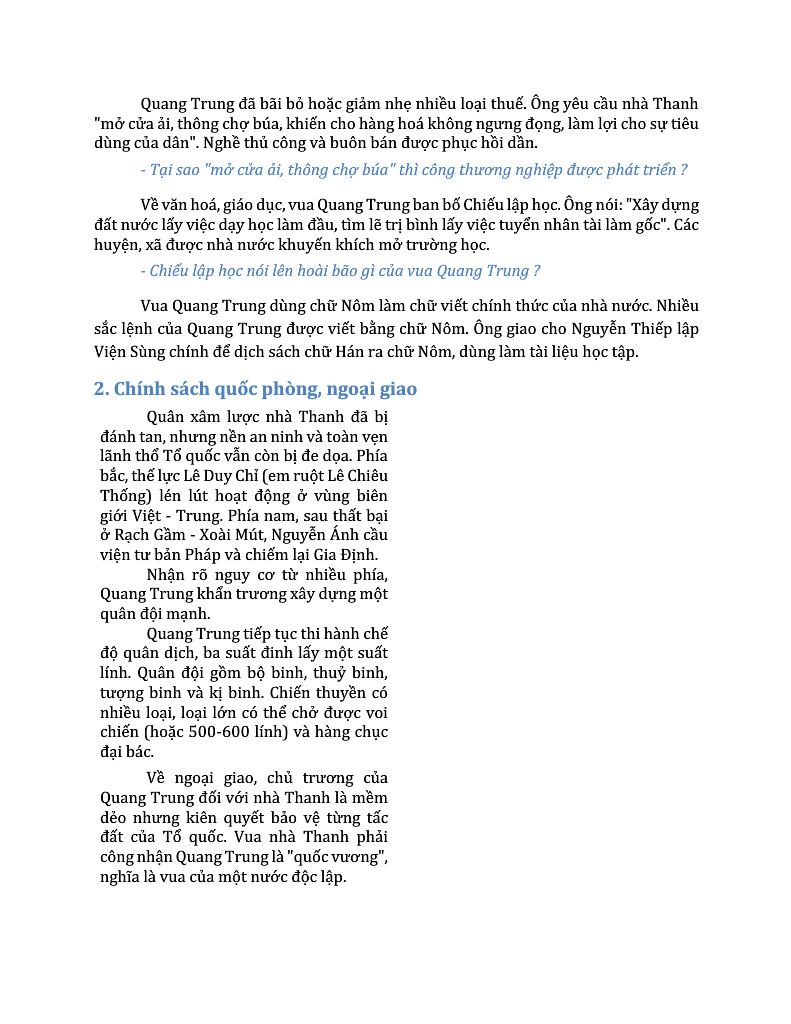 Quang Trung đã bãi bỏ hoặc giảm nhẹ nhiều loại thuế. Ông yêu cầu nhà Thanh
"mở cửa ải, thông chợ búa, khiến cho hàng hoá không ngưng đọng, làm lợi cho sự tiêu
dùng của dân". Nghề thủ công và buôn bán được phục hồi dần.
- Tại sao "mở cửa ải, thông chợ búa" thì công thương nghiệp được phát triển ?
Về văn hoá, giáo dục, vua Quang Trung ban bố Chiếu lập học. Ông nói: "Xây dựng
đất nước lấy việc dạy học làm đầu, tìm lẽ trị bình lấy việc tuyển nhân tài làm gốc". Các
huyện, xã được nhà nước khuyến khích mở trường học.
- Chiếu lập học nói lên hoài bão gì của vua Quang Trung ?
Vua Quang Trung dùng chữ Nôm làm chữ viết chính thức của nhà nước. Nhiều
sắc lệnh của Quang Trung được viết bằng chữ Nôm. Ông giao cho Nguyễn Thiếp lập
Viện Sùng chính để dịch sách chữ Hán ra chữ Nôm, dùng làm tài liệu học tập.
2. Chính sách quốc phòng, ngoại giao
Quân xâm lược nhà Thanh đã bị
đánh tan, nhưng nền an ninh và toàn vẹn
lãnh thổ Tổ quốc vẫn còn bị đe dọa. Phía
bắc, thế lực Lê Duy Chỉ (em ruột Lê Chiêu
Thống) lén lút hoạt động ở vùng biên
giới Việt - Trung. Phía nam, sau thất bại
ở Rạch Gầm - Xoài Mút, Nguyễn Ánh cầu
viện tư bản Pháp và chiếm lại Gia Định.
Nhận rõ nguy cơ từ nhiều phía,
Quang Trung khẩn trương xây dựng một
quân đội mạnh.
Quang Trung tiếp tục thi hành chế
độ quân dịch, ba suất đinh lấy một suất
lính. Quân đội gồm bộ binh, thuỷ binh,
tượng binh và kị binh. Chiến thuyền có
nhiều loại, loại lớn có thể chở được voi
chiến (hoặc 500-600 lính) và hàng chục
đại bác.
Về ngoại giao, chủ trương của
Quang Trung đối với nhà Thanh là mềm
dẻo nhưng kiên quyết bảo vệ từng tấc
đất của Tổ quốc. Vua nhà Thanh phải
công nhận Quang Trung là "quốc vương",
nghĩa là vua của một nước độc lập.